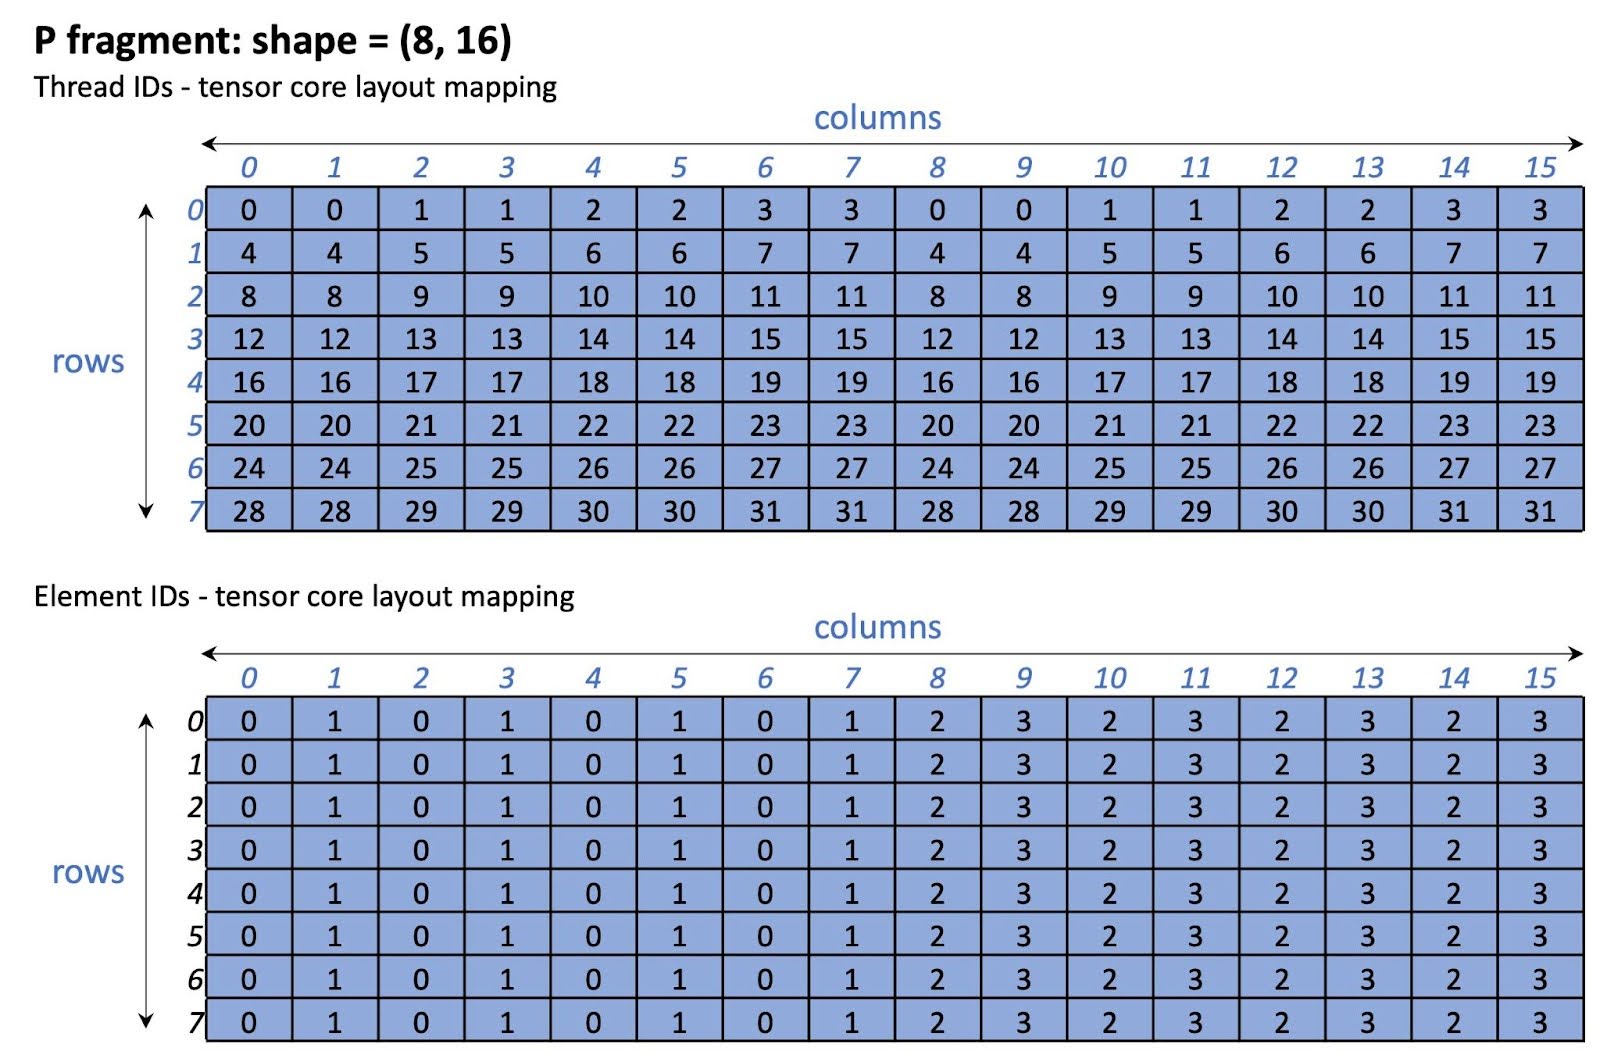 P fragment: shape = (8, 16)
Thread IDs - tensor core layout mapping
columns
0 1 2 3 4 5 6 7 8 9 10 11 12 13 14 15
0 0 0 1 1 2 2 3 3 0 0 1 1 2 2 3 3
1 4 4 5 5 6 6 7 7 4 4 5 5 6 6 7 7
2 8 8 9 9 10 10 11 11 8 8 9 9 10 10 11 11
3 12 12 13 13 14 14 15 15 12 12 13 13 14 14 15 15
rows
4 16 16 17 17 18 18 19 19 16 16 17 17 18 18 19 19
5 20 20 21 21 22 22 23 23 20 20 21 21 22 22 23 23
6 24 24 25 25 26 26 27 27 24 24 25 25 26 26 27 27
7 28 28 29 29 30 30 31 31 28 28 29 29 30 30 31 31
Element IDs - tensor core layout mapping
columns
0 1 2 3 4 5 6 7 8 9 10 11 12 13 14 15
0 0 1 0 1 0 1 0 1 2 3 2 3 2 3 2 3
1 0 1 0 1 0 1 0 1 2 3 2 3 2 3 2 3
2 0 1 0 1 0 1 0 1 2 3 2 3 2 3 2 3
3 0 1 0 1 0 1 0 1 2 3 2 3 2 3 2 3
rows
4 0 1 0 1 0 1 0 1 2 3 2 3 2 3 2 3
5 0 1 0 1 0 1 0 1 2 3 2 3 2 3 2 3
6 0 1 0 1 0 1 0 1 2 3 2 3 2 3 2 3
7 0 1 0 1 0 1 0 1 2 3 2 3 2 3 2 3